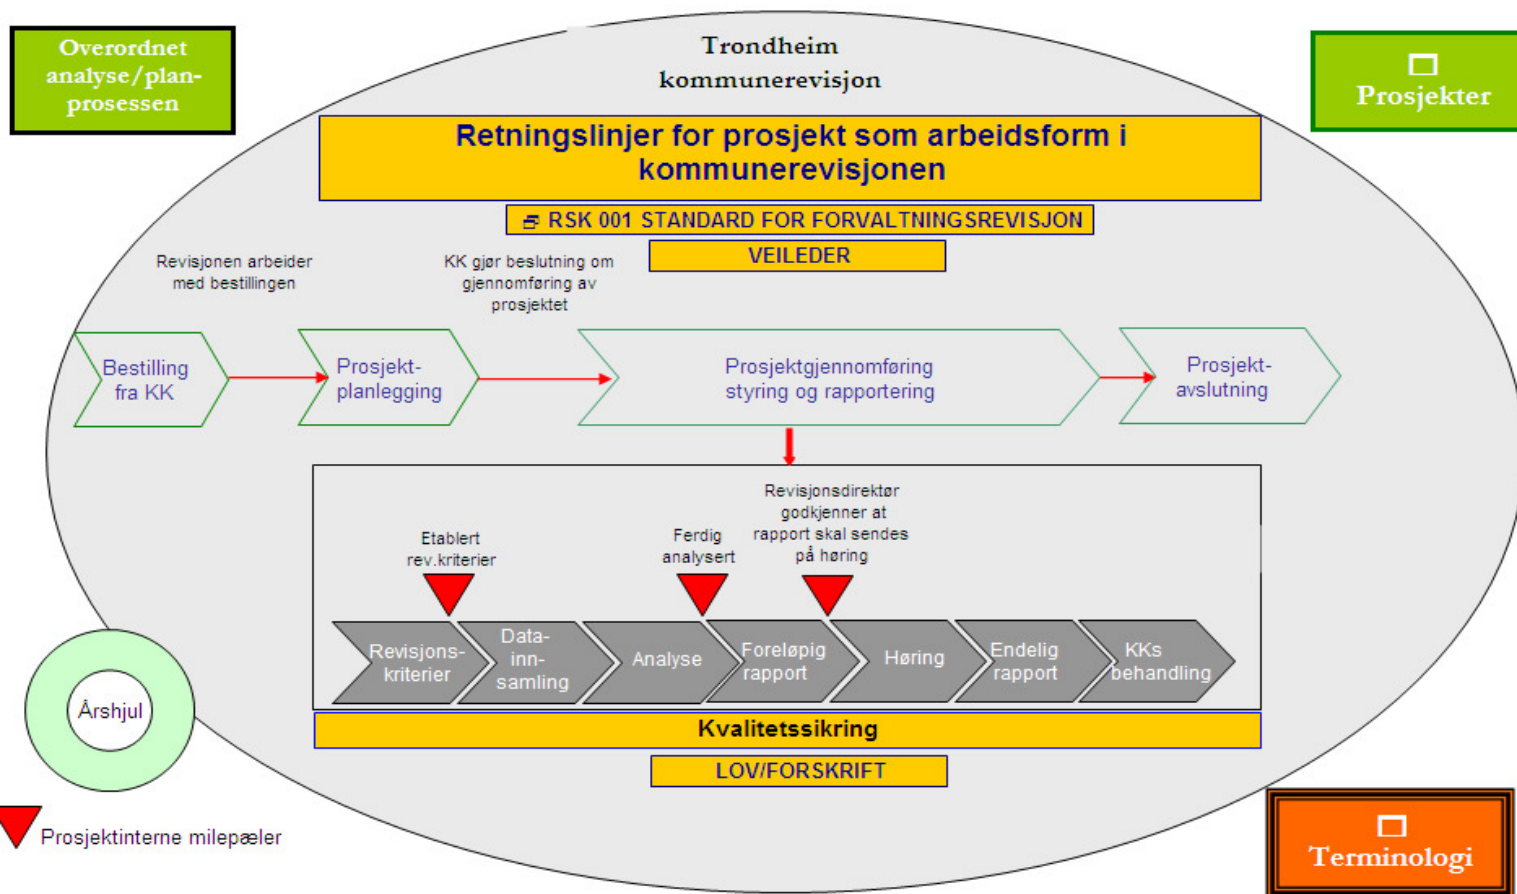 Overordnet
analyse/plan-
prosessen
Trondheim
kommunerevisjon
Prosjekter
Retningslinjer for prosjekt som arbeidsform i
kommunerevisjonen
RSK 001 STANDARD FOR FORVALTNINGSREVISJON
VEILEDER
Revisjonen arbeider
med bestillingen
KK gjør beslutning om
gjennomføring av
prosjektet
Bestilling
fra KK
Prosjekt-
planlegging
Prosjektgjennomføring
styring og rapportering
Prosjekt-
avslutning
Etablert
rev.kriterier
Ferdig
analysert
Revisjonsdirektør
godkjenner at
rapport skal sendes
på høring
Revisjons-
kriterier
Data-
inn-
samling
Analyse
Foreløpig
rapport
Høring
Endelig
rapport
KKs
behandling
Kvalitetssikring
LOV/FORSKRIFT
Årshjul
Prosjektinterne milepæler
Terminologi